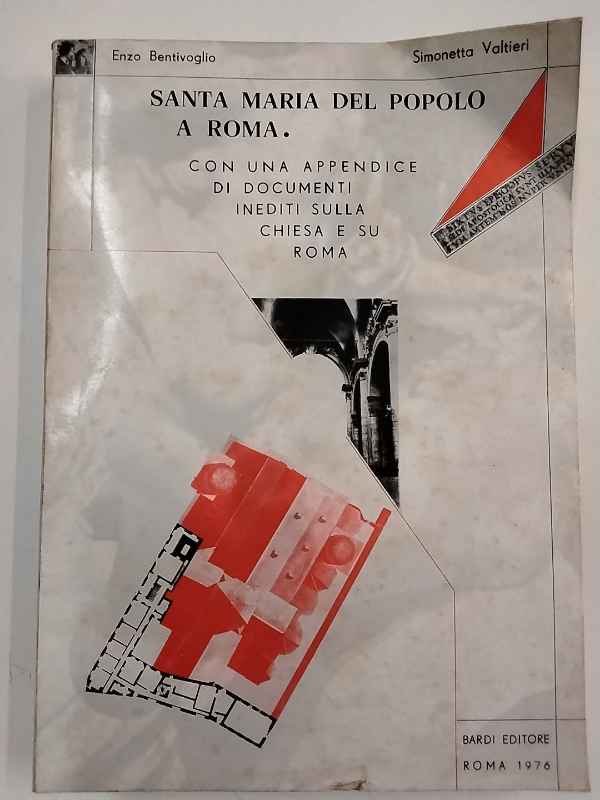 Enzo Bentivoglio
Simonetta Valtieri
SANTA MARIA DEL POPOLO
A ROMA.
CON UNA APPENDICE
DI DOCUMENTI
INEDITI SULLA
CHIESA E SU
ROMA
BARDI EDITORE
ROMA 1976